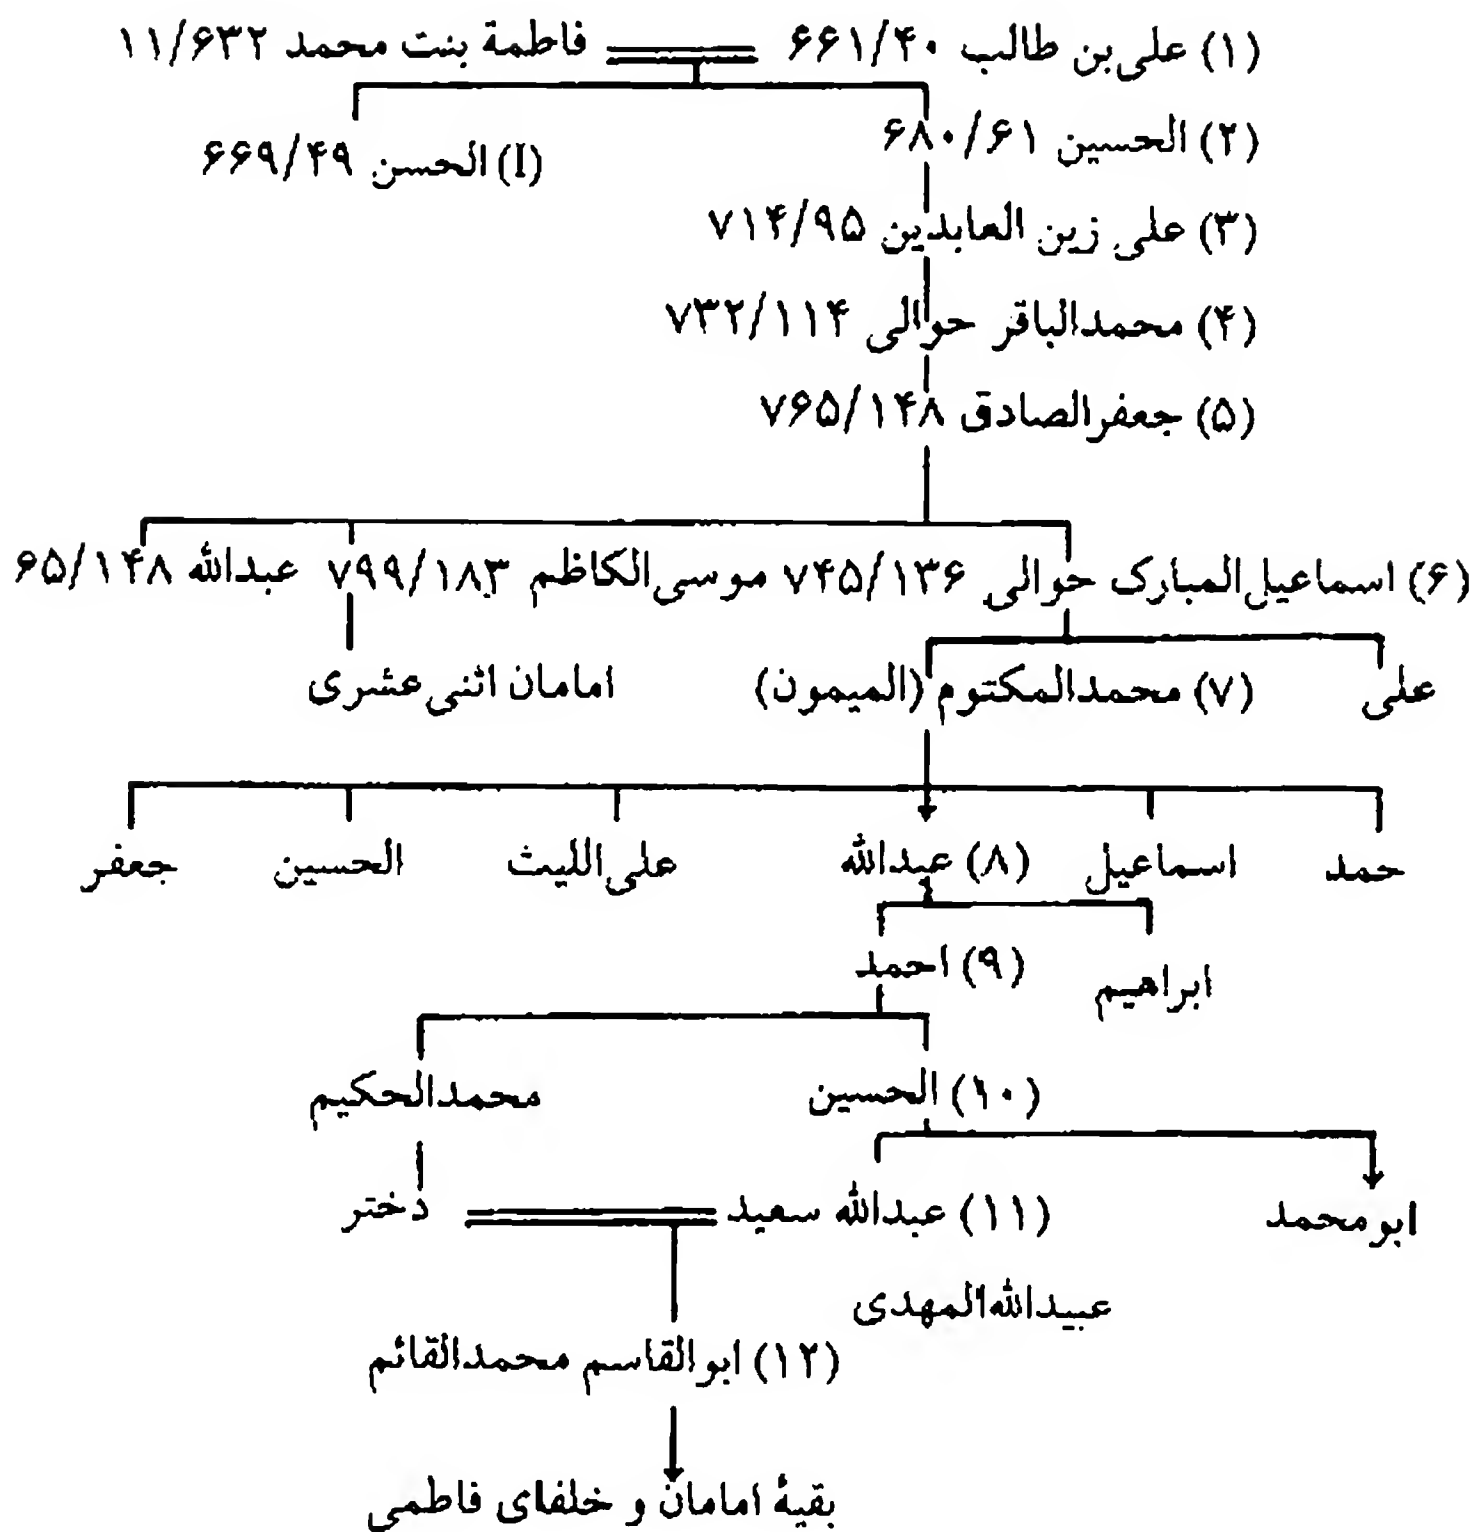 (۱) علی‌بن طالب ۶۶۱/۴۰ فاطمة بنت محمد ۱۱/۶۳۲
(۲) الحسین ۶۸۰/۶۱
(I) الحسن ۶۶۹/۴۹
(۳) علی زین العابدین ۷۱۴/۹۵
(۴) محمدالباقر حوالی ۷۳۲/۱۱۴
(۵) جعفرالصادق ۷۶۵/۱۴۸
(۶) اسماعیل‌المبارک حوالی ۷۴۵/۱۳۶ موسی‌الکاظم ۷۹۹/۱۸۳ عبدالله ۶۵/۱۴۸
علی (۷) محمدالمکتوم (المیمون) امامان اثنی‌عشری
حمد اسماعیل (۸) عبدالله علی‌اللیث الحسین جعفر
ابراهیم (۹) احمد
(۱۰) الحسین محمدالحکیم
ابومحمد (۱۱) عبدالله سعید دختر
عبیدالله‌المهدی
(۱۲) ابوالقاسم محمدالقائم
بقیهٔ امامان و خلفای فاطمی